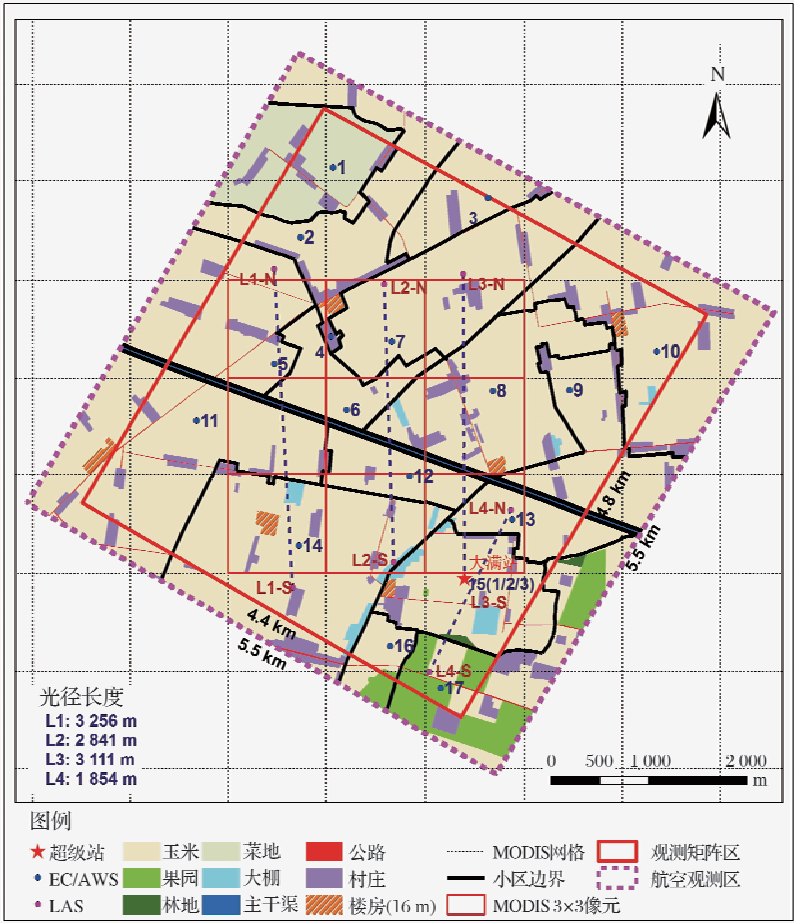 N
1
2
3
L1-N
L2-N
L3-N
4
7
5
10
8
9
6
11
12
4.8 km
L4-N
13
14
5.5 km
L2-S
大满站
15(1/2/3)
L1-S
L3-S
4.4 km
16
5.5 km
L4-S
17
光径长度
L1: 3 256 m
L2: 2 841 m
L3: 3 111 m
L4: 1 854 m
0 500 1 000 2 000
m
图例
超级站 玉米 菜地 公路 MODIS网格 观测矩阵区
EC/AWS 果园 大棚 村庄 小区边界 航空观测区
LAS 林地 主干渠 楼房(16 m) MODIS 3×3像元